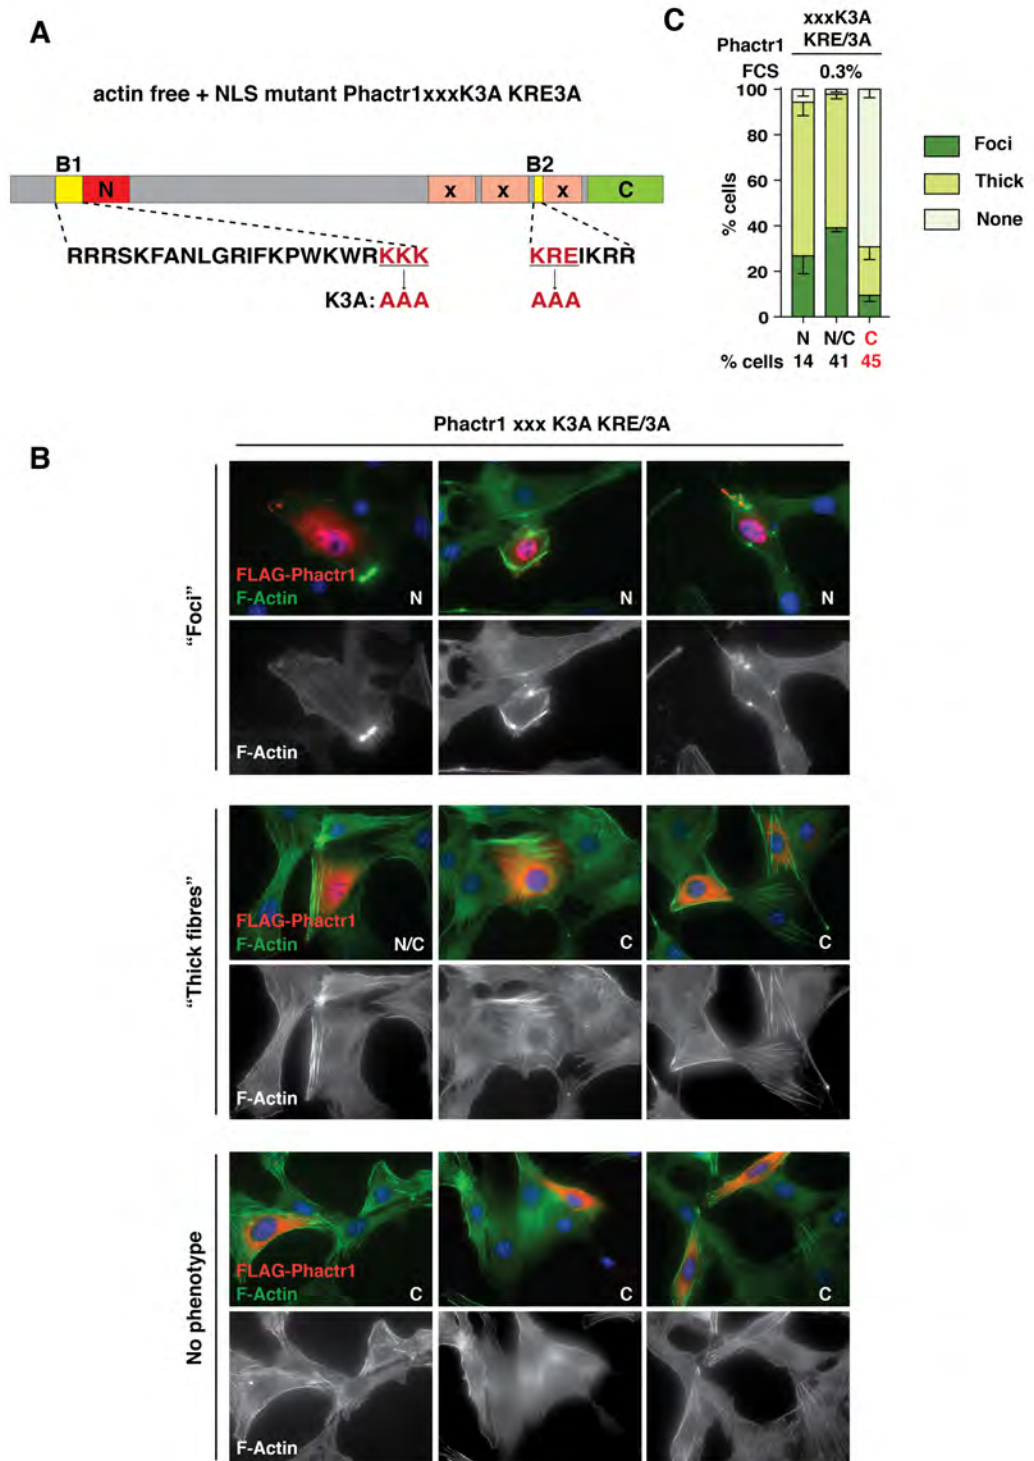 A
actin free + NLS mutant Phactr1xxxK3A KRE3A
B1
B2
N
x
x
x
C
RRRSKFANLGRIFKPWKWRKKK
KREIKRR
K3A: AAA
AAA
C
xxxK3A
KRE/3A
Phactr1
FCS 0.3%
100
80
60
40
20
0
% cells
N N/C C
% cells 14 41 45
Foci
Thick
None
B
Phactr1 xxx K3A KRE/3A
"Foci"
FLAG-Phactr1
F-Actin
N
N
N
F-Actin
"Thick fibres"
FLAG-Phactr1
F-Actin
N/C
C
C
F-Actin
No phenotype
FLAG-Phactr1
F-Actin
C
C
C
F-Actin